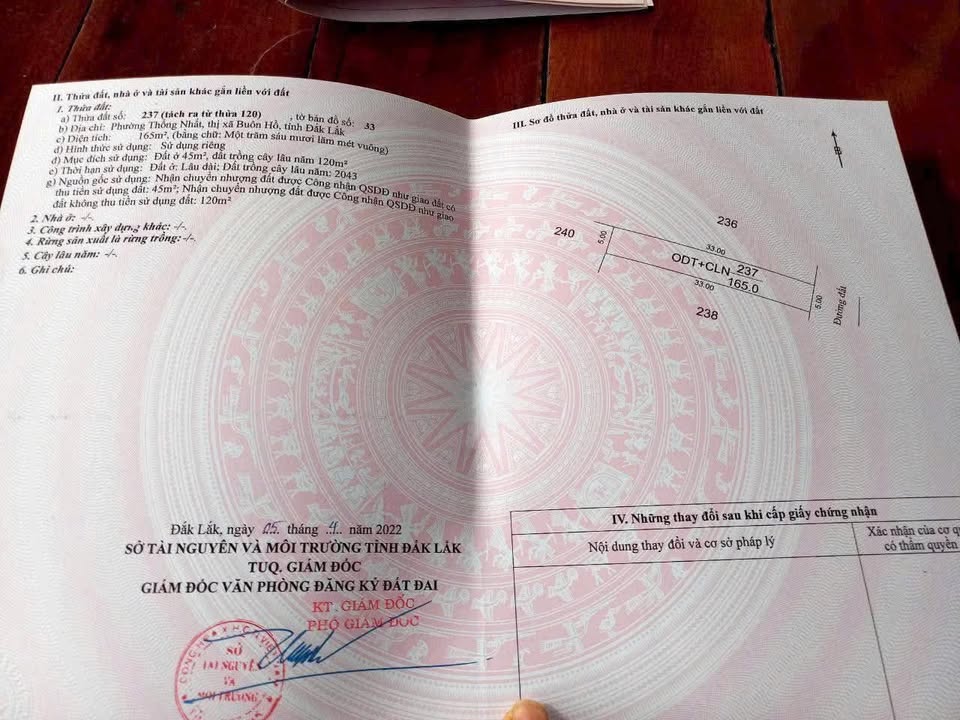 II. Thửa đất, nhà ở và tài sản khác gắn liền với đất
1. Thửa đất:
a) Thửa đất số: 237 (tách ra từ thửa 120) , tờ bản đồ số: 33
b) Địa chỉ: Phường Thống Nhất, thị xã Buôn Hồ, tỉnh Đắk Lắk
c) Diện tích: 165m², (bằng chữ: Một trăm sáu mươi lăm mét vuông)
d) Hình thức sử dụng: Sử dụng riêng
đ) Mục đích sử dụng: Đất ở 45m², đất trồng cây lâu năm 120m²
e) Thời hạn sử dụng: Đất ở: Lâu dài; Đất trồng cây lâu năm: 2043
g) Nguồn gốc sử dụng: Nhận chuyển nhượng đất được Công nhận QSDĐ như giao đất có
thu tiền sử dụng đất: 45m²; Nhận chuyển nhượng đất được Công nhận QSDĐ như giao
đất không thu tiền sử dụng đất: 120m²
2. Nhà ở: -/-.
3. Công trình xây dựng khác: -/-.
4. Rừng sản xuất là rừng trồng: -/-.
5. Cây lâu năm: -/-
6. Ghi chú:
Đắk Lắk, ngày 05 tháng 4 năm 2022
SỞ TÀI NGUYÊN VÀ MÔI TRƯỜNG TỈNH ĐẮK LẮK
TUQ. GIÁM ĐỐC
GIÁM ĐỐC VĂN PHÒNG ĐĂNG KÝ ĐẤT ĐAI
KT. GIÁM ĐỐC
PHÓ GIÁM ĐỐC
SỞ
TÀI NGUYÊN
VÀ
MÔI TRƯỜNG
III. Sơ đồ thửa đất, nhà ở và tài sản khác gắn liền với đất
B
236
240
5.00
33.00
ODT+CLN 237
165.0
33.00
5.00
Đường đất
238
IV. Những thay đổi sau khi cấp giấy chứng nhận
Nội dung thay đổi và cơ sở pháp lý
Xác nhận của cơ qu
có thẩm quyền